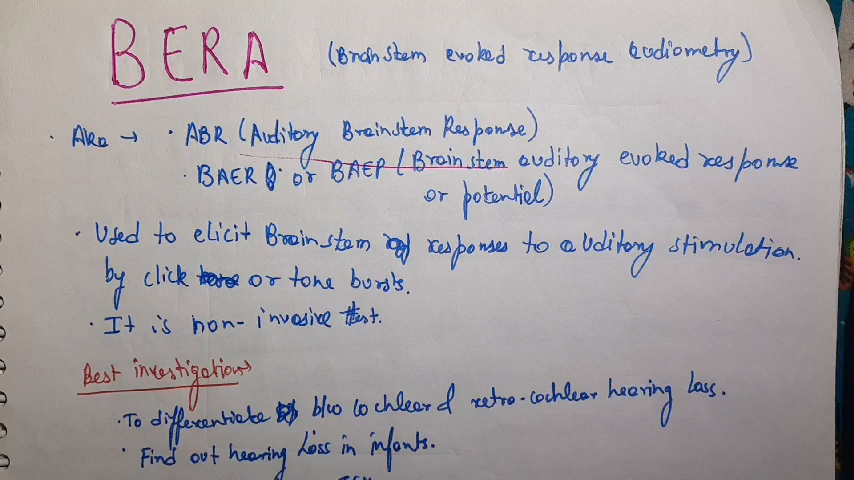 BERA (Brainstem evoked response audiometry)
· Aka → · ABR (Auditory Brainstem Response)
· BAER or BAEP (Brainstem auditory evoked response
or potential)
· Used to elicit Brainstem responses to auditory stimulation.
by click or tone bursts.
· It is non-invasive test.
Best investigation
· To differentiate b/w cochlear & retro-cochlear hearing loss.
· Find out hearing Loss in infants.